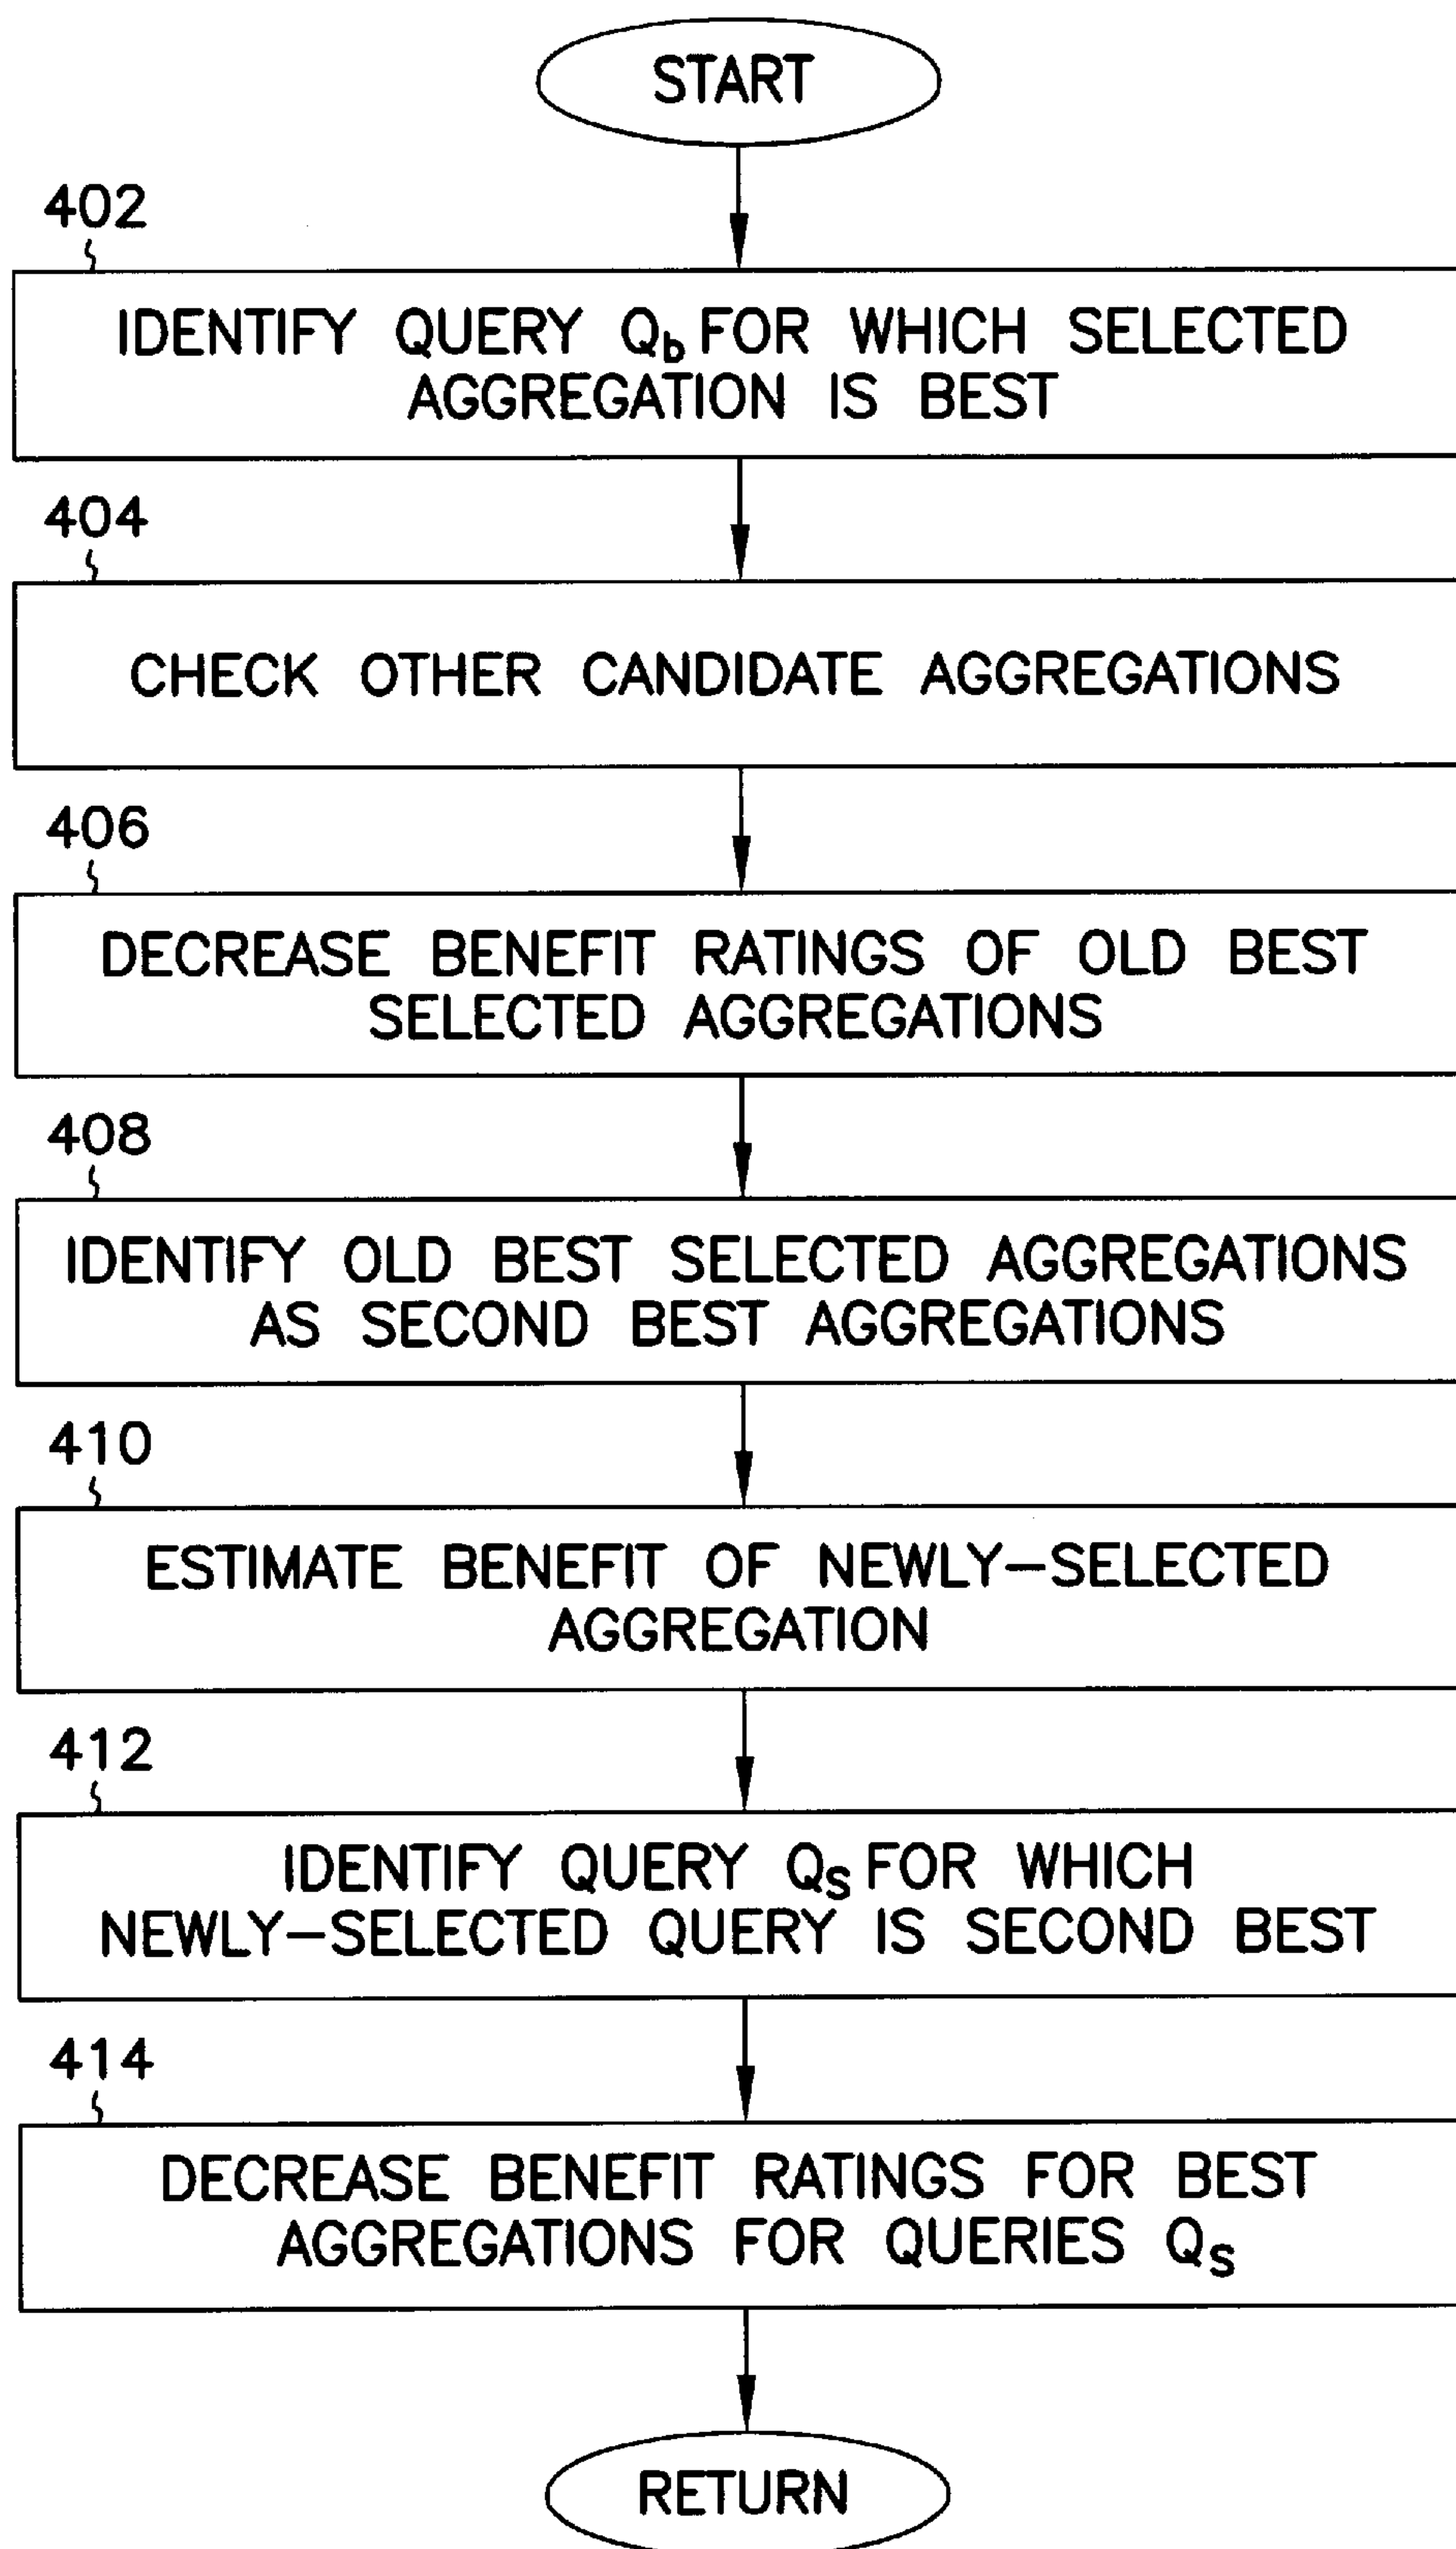 START
402
IDENTIFY QUERY Qb FOR WHICH SELECTED
AGGREGATION IS BEST
404
CHECK OTHER CANDIDATE AGGREGATIONS
406
DECREASE BENEFIT RATINGS OF OLD BEST
SELECTED AGGREGATIONS
408
IDENTIFY OLD BEST SELECTED AGGREGATIONS
AS SECOND BEST AGGREGATIONS
410
ESTIMATE BENEFIT OF NEWLY-SELECTED
AGGREGATION
412
IDENTIFY QUERY QS FOR WHICH
NEWLY-SELECTED QUERY IS SECOND BEST
414
DECREASE BENEFIT RATINGS FOR BEST
AGGREGATIONS FOR QUERIES QS
RETURN